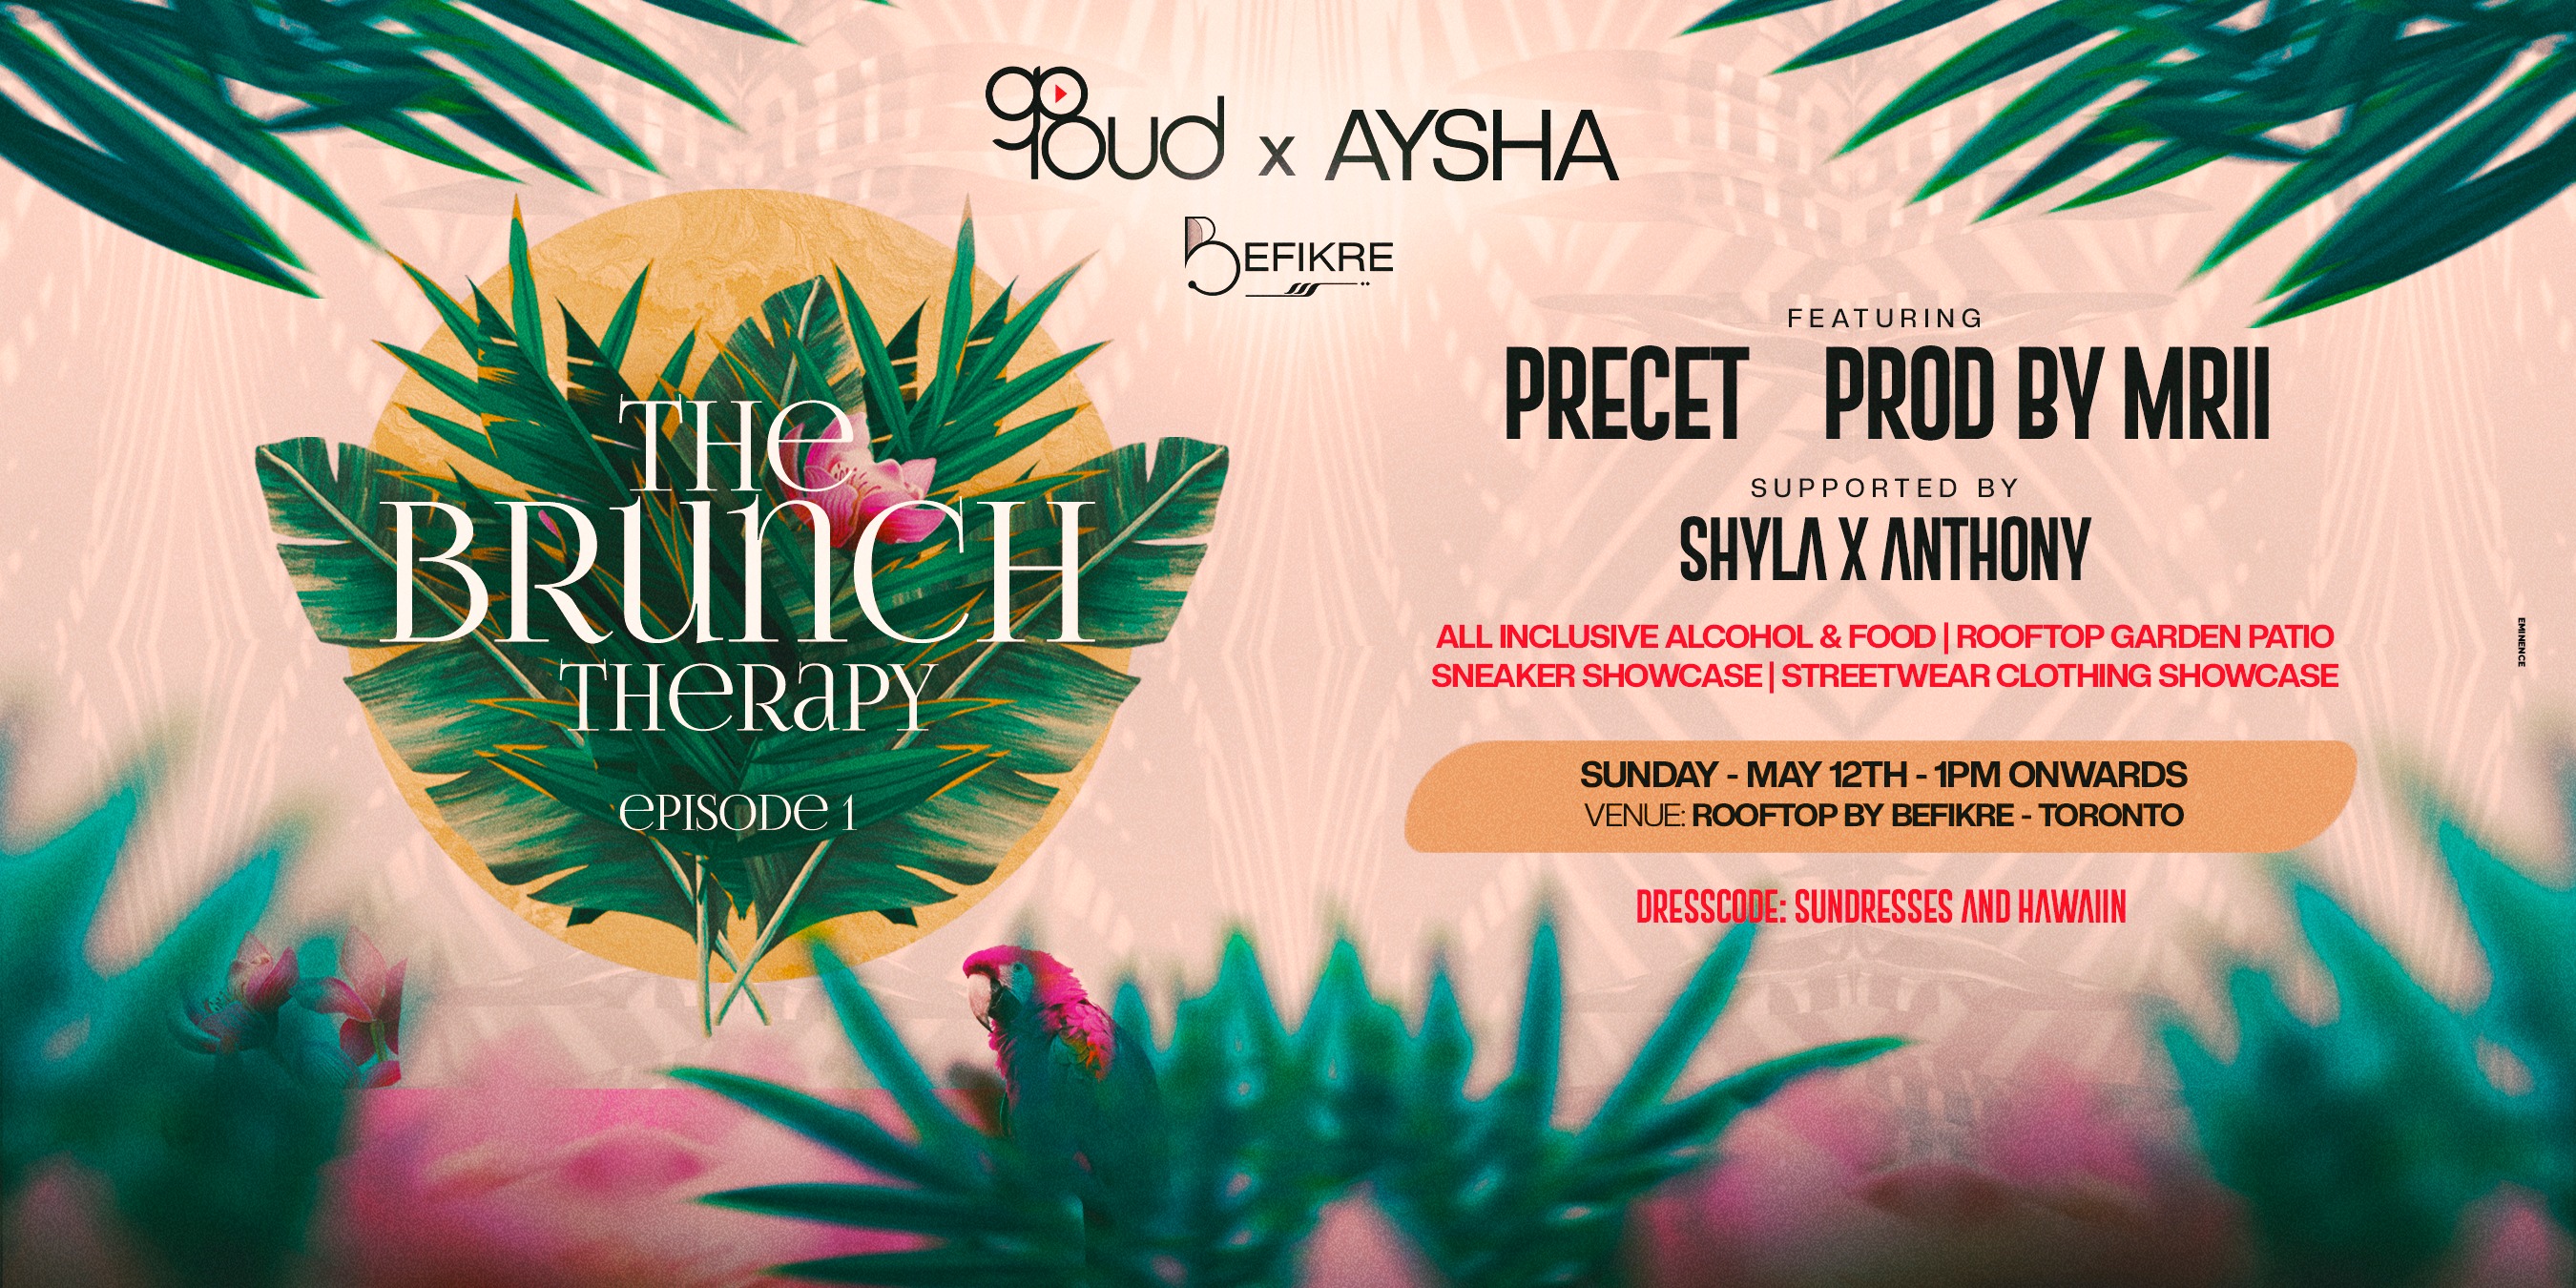 go loud x AYSHA
BEFIKRE
THe
BRunCH
THeRaPY
ePISODe 1
FEATURING
PRECET PROD BY MRII
SUPPORTED BY
SHYLA X ANTHONY
ALL INCLUSIVE ALCOHOL & FOOD | ROOFTOP GARDEN PATIO
SNEAKER SHOWCASE | STREETWEAR CLOTHING SHOWCASE
SUNDAY - MAY 12TH - 1PM ONWARDS
VENUE: ROOFTOP BY BEFIKRE - TORONTO
DRESSCODE: SUNDRESSES AND HAWAIIN
EMINENCE